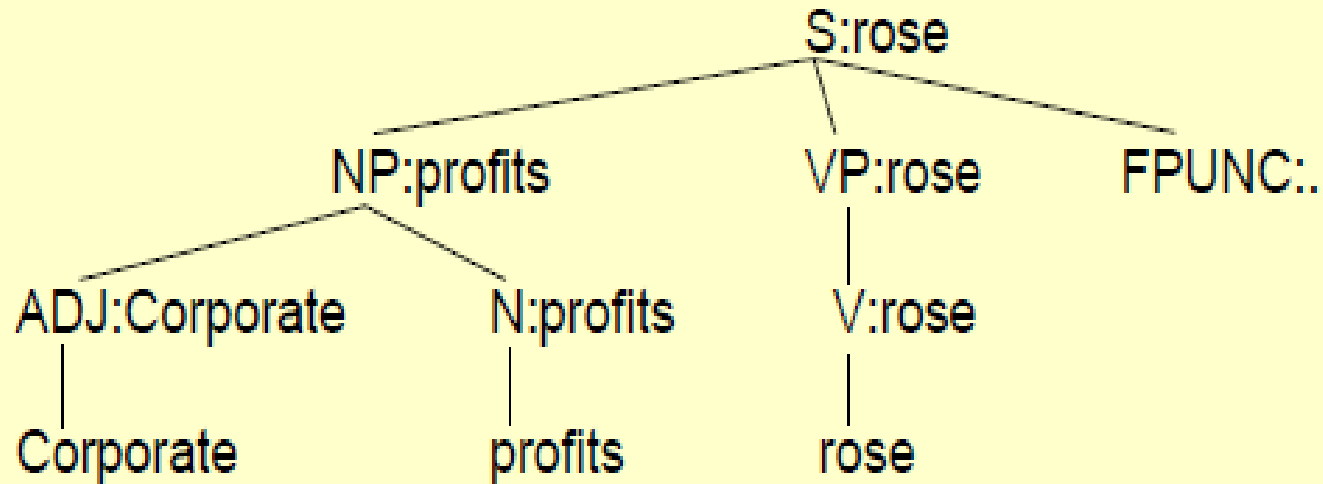 S:rose
NP:profits VP:rose FPUNC:.
ADJ:Corporate N:profits V:rose
Corporate profits rose